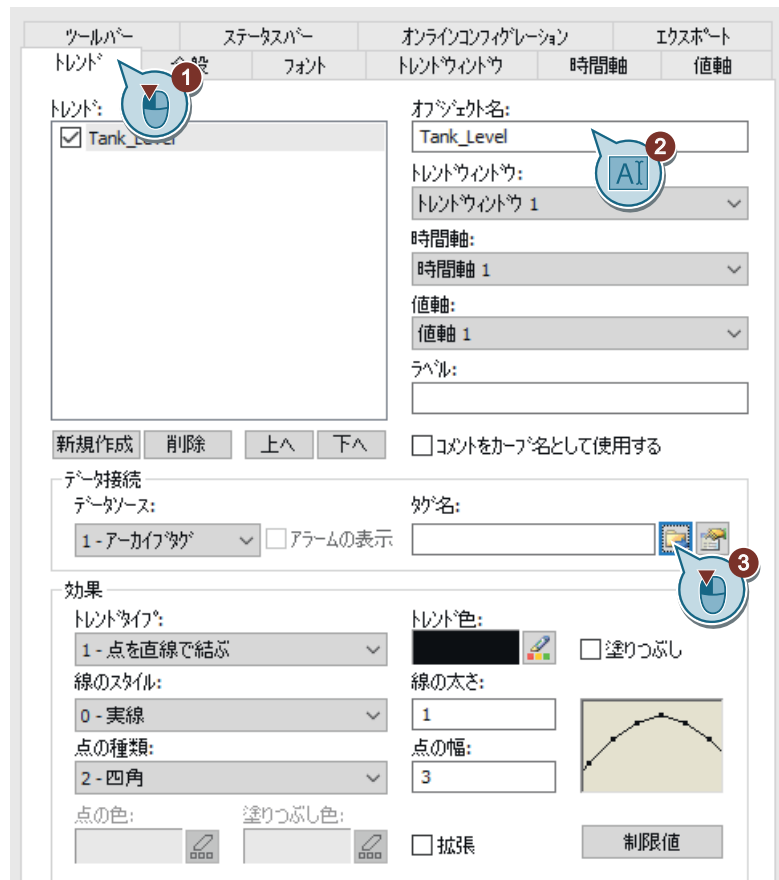 ツールバー ステータスバー オンラインコンフィグレーション エクスポート
トレンド 全般 フォント トレンドウィンドウ 時間軸 値軸
1
トレンド: オブジェクト名:
Tank_Level Tank_Level
2
AI
トレンドウィンドウ:
トレンドウィンドウ 1
時間軸:
時間軸 1
値軸:
値軸 1
ラベル:
新規作成 削除 上へ 下へ コメントをカーブ名として使用する
データ接続
データソース: タグ名:
1 - アーカイブタグ アラームの表示
3
効果
トレンドタイプ: トレンド色:
1 - 点を直線で結ぶ 塗りつぶし
線のスタイル: 線の太さ:
0 - 実線 1
点の種類: 点の幅:
2 - 四角 3
点の色: 塗りつぶし色:
拡張 制限値